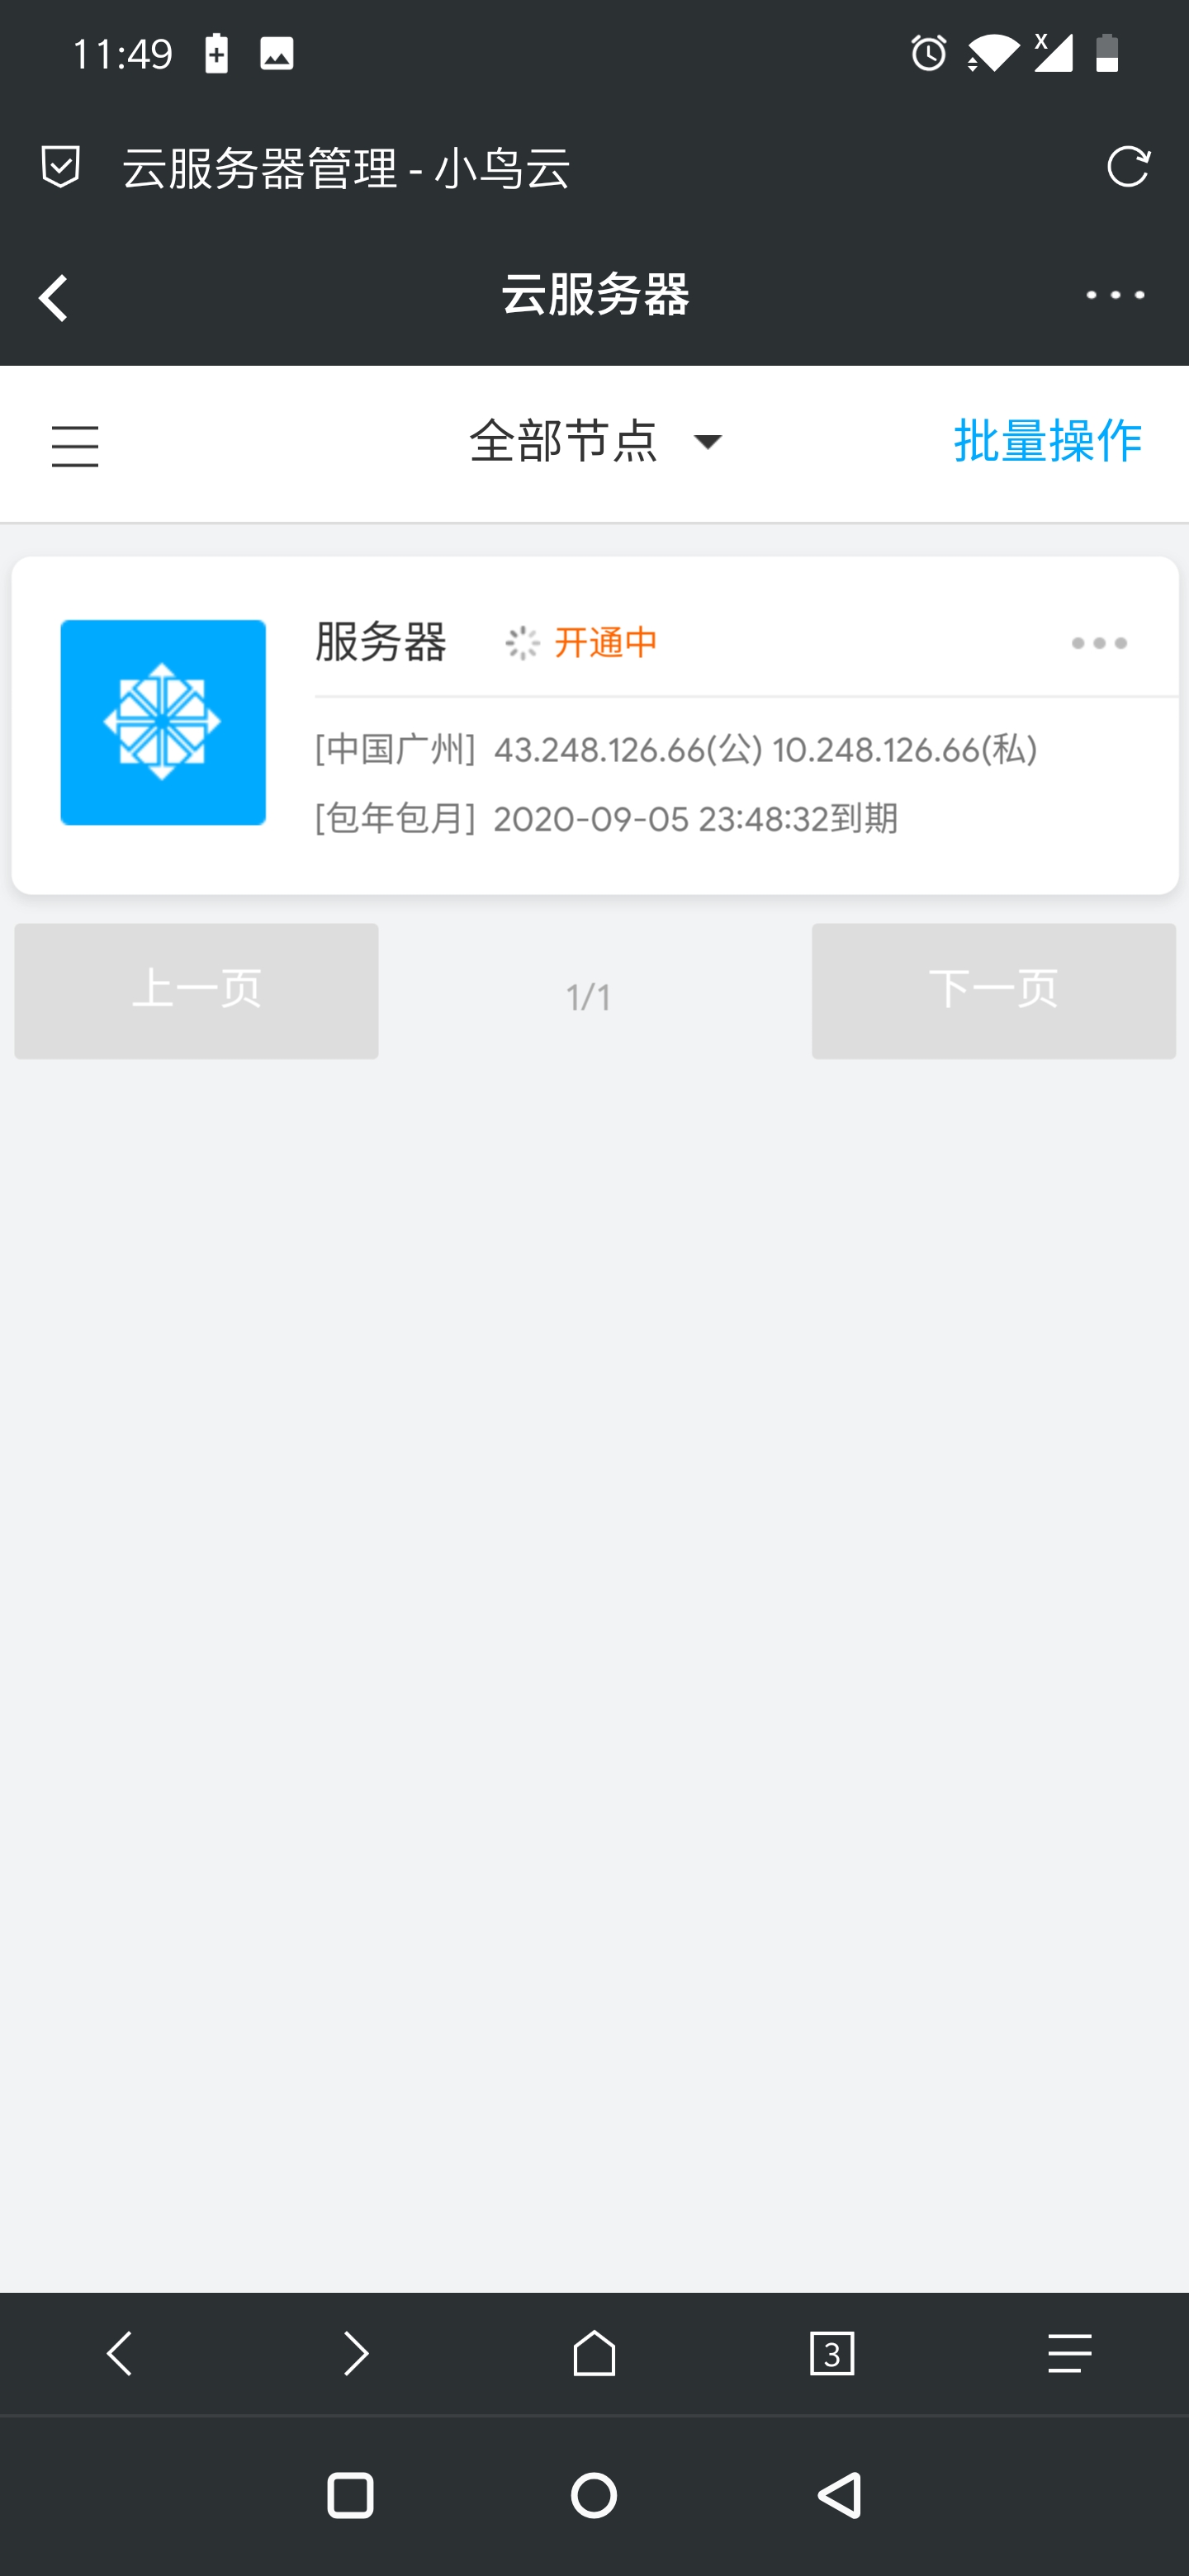 11:49
X
云服务器管理 - 小鸟云
云服务器
全部节点
批量操作
服务器 开通中
[中国广州] 43.248.126.66(公) 10.248.126.66(私)
[包年包月] 2020-09-05 23:48:32到期
上一页 1/1 下一页
3